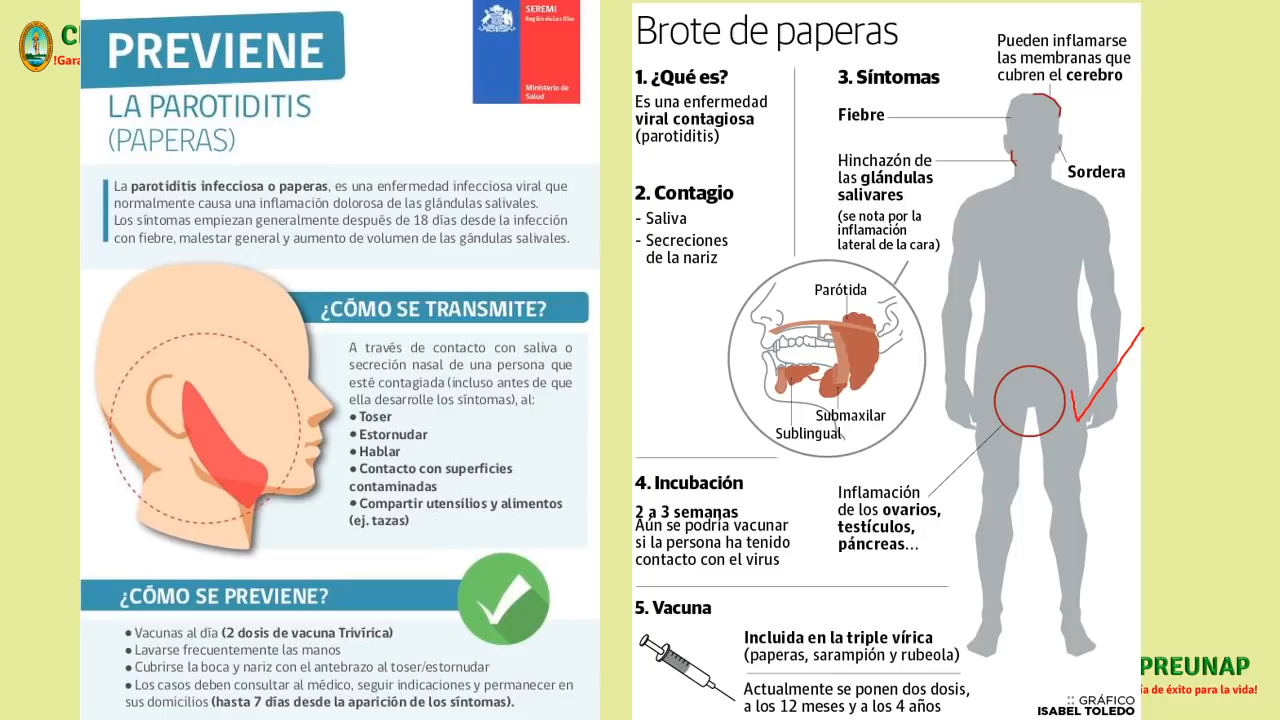 C
!Gara
PREVIENE
LA PAROTIDITIS
(PAPERAS)
SEREMI
Región de Los Ríos
Ministerio de
Salud
La parotiditis infecciosa o paperas, es una enfermedad infecciosa viral que
normalmente causa una inflamación dolorosa de las glándulas salivales.
Los síntomas empiezan generalmente después de 18 días desde la infección
con fiebre, malestar general y aumento de volumen de las gándulas salivales.
¿CÓMO SE TRANSMITE?
A través de contacto con saliva o
secreción nasal de una persona que
esté contagiada (incluso antes de que
ella desarrolle los síntomas), al:
• Toser
• Estornudar
• Hablar
• Contacto con superficies
contaminadas
• Compartir utensilios y alimentos
(ej. tazas)
¿CÓMO SE PREVIENE?
• Vacunas al día (2 dosis de vacuna Trivírica)
• Lavarse frecuentemente las manos
• Cubrirse la boca y nariz con el antebrazo al toser/estornudar
• Los casos deben consultar al médico, seguir indicaciones y permanecer en
sus domicilios (hasta 7 días desde la aparición de los síntomas).
Brote de paperas
1. ¿Qué es?
Es una enfermedad
viral contagiosa
(parotiditis)
2. Contagio
- Saliva
- Secreciones
de la nariz
3. Síntomas
Fiebre
Hinchazón de
las glándulas
salivares
(se nota por la
inflamación
lateral de la cara)
Pueden inflamarse
las membranas que
cubren el cerebro
Sordera
Parótida
Submaxilar
Sublingual
Inflamación
de los ovarios,
testículos,
páncreas...
4. Incubación
2 a 3 semanas
Aún se podría vacunar
si la persona ha tenido
contacto con el virus
5. Vacuna
Incluida en la triple vírica
(paperas, sarampión y rubeola)
Actualmente se ponen dos dosis,
a los 12 meses y a los 4 años
:: GRÁFICO
ISABEL TOLEDO
PREUNAP
ía de éxito para la vida!